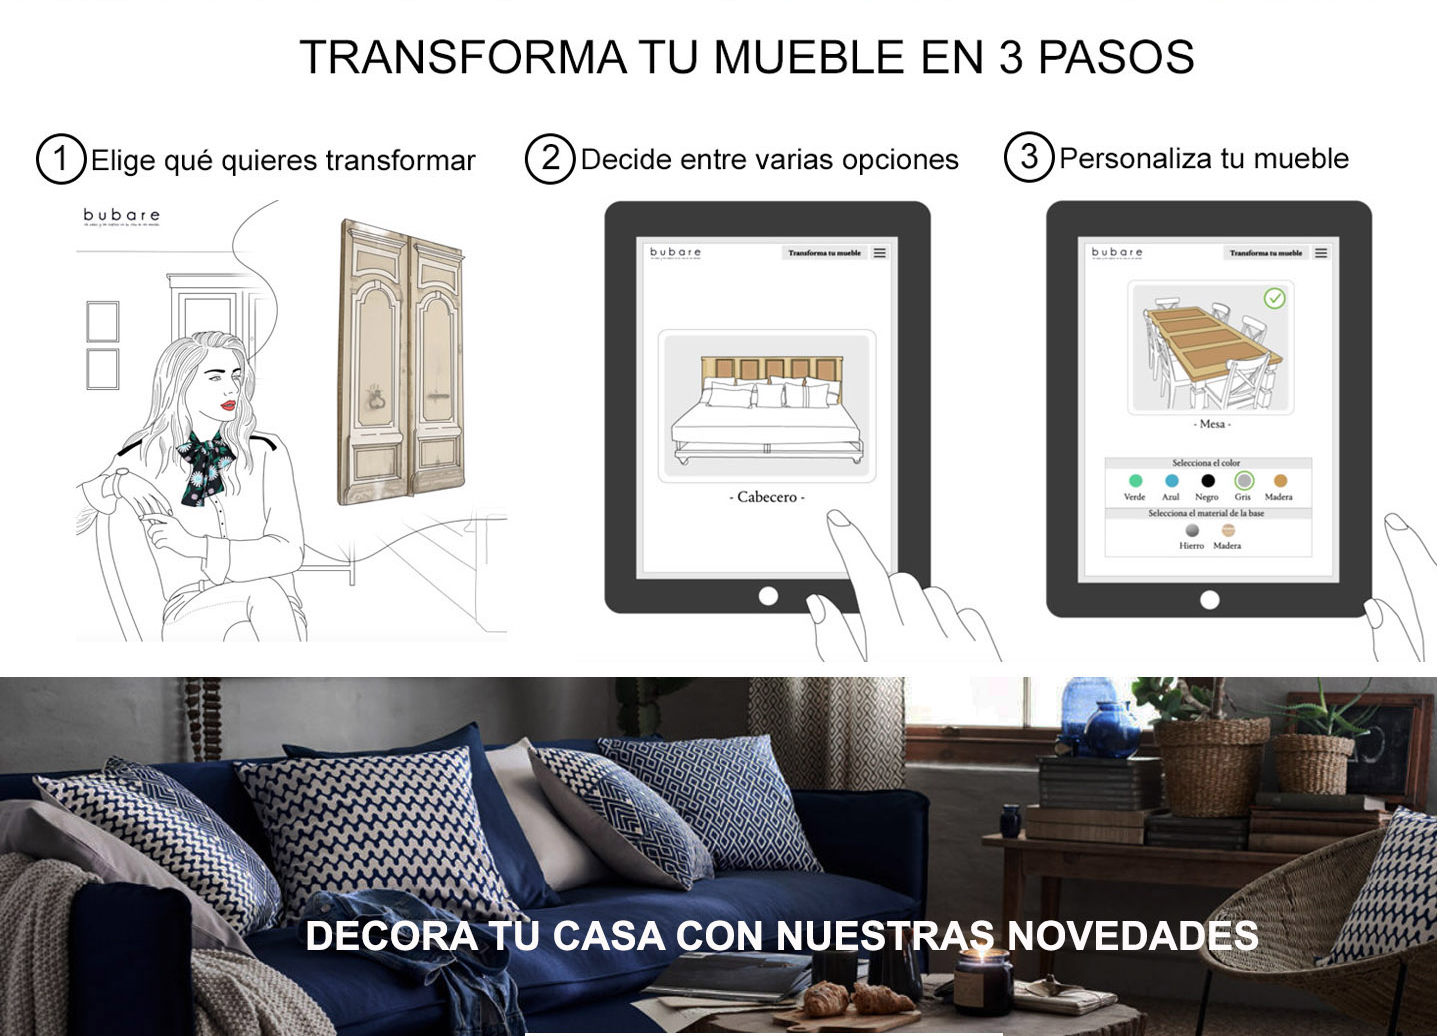 TRANSFORMA TU MUEBLE EN 3 PASOS
1 Elige qué quieres transformar
2 Decide entre varias opciones
3 Personaliza tu mueble
bubare
bubare
Transforma tu mueble
- Cabecero -
bubare
Transforma tu mueble
- Mesa -
Selecciona el color
Verde Azul Negro Gris Madera
Selecciona el material de la base
Hierro Madera
DECORA TU CASA CON NUESTRAS NOVEDADES